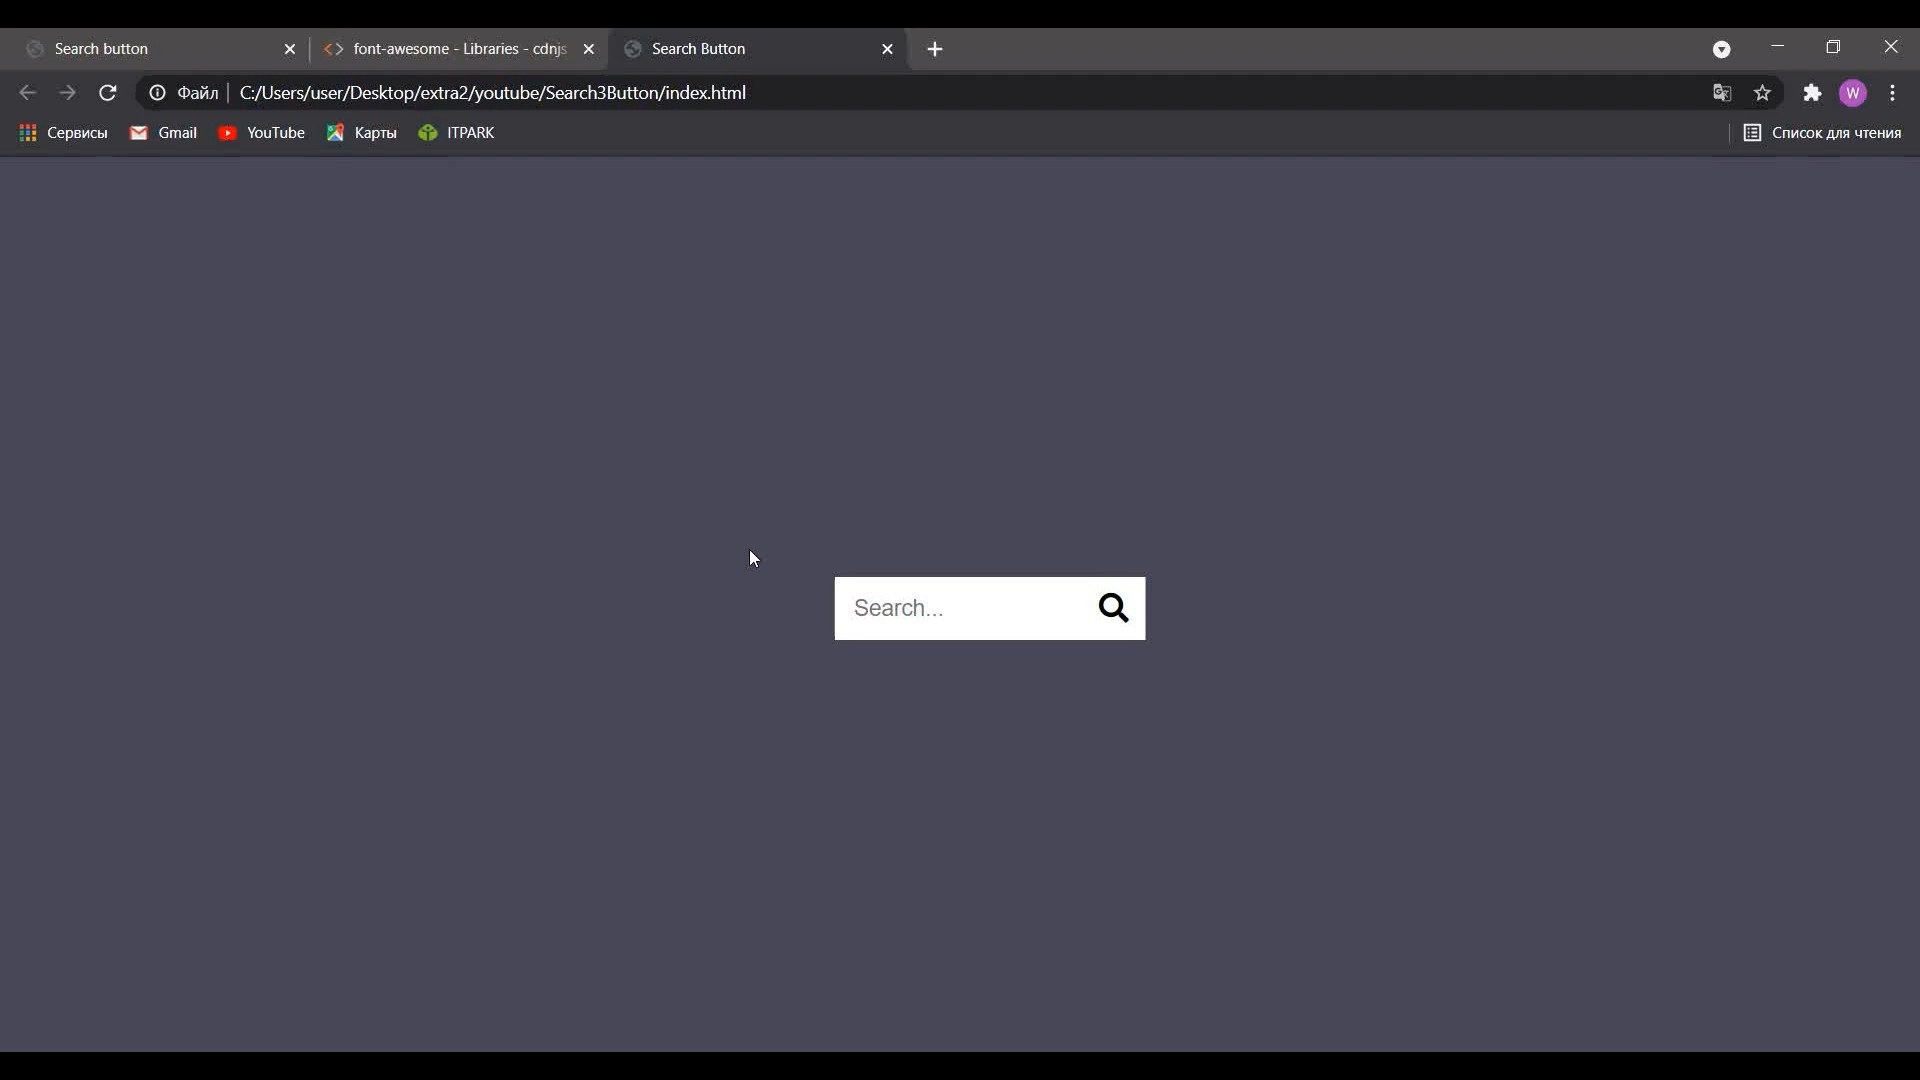 Search button
font-awesome - Libraries - cdnjs
Search Button
Файл
C:/Users/user/Desktop/extra2/youtube/Search3Button/index.html
W
Сервисы
Gmail
YouTube
Карты
ITPARK
Список для чтения
Search...